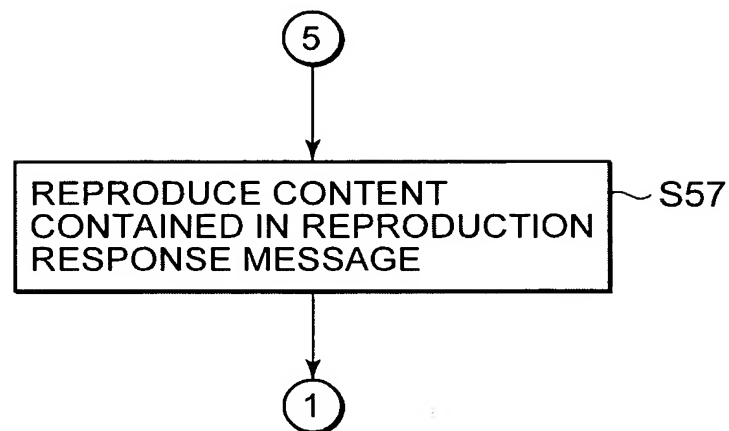 5
REPRODUCE CONTENT
CONTAINED IN REPRODUCTION
RESPONSE MESSAGE
S57
1